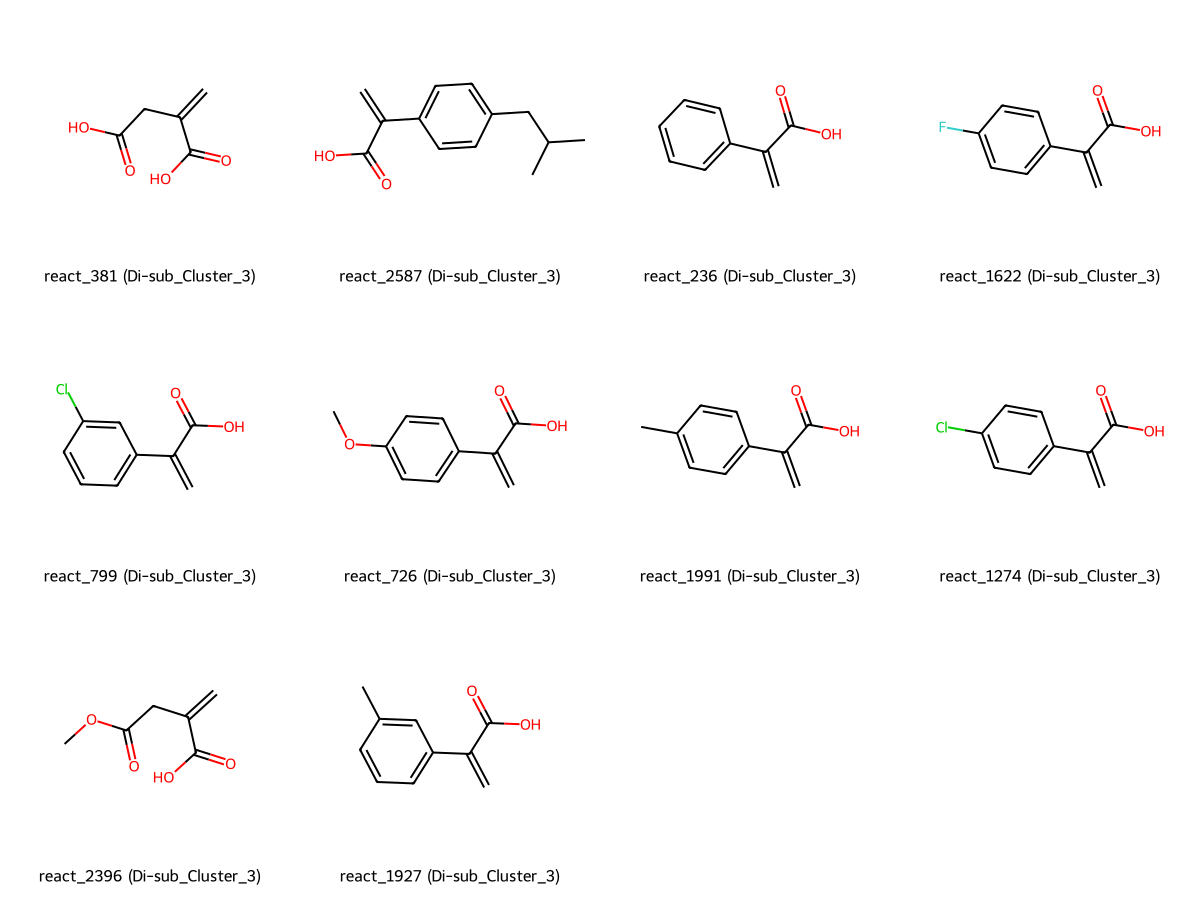 HO
O
HO
O
react_381 (Di-sub_Cluster_3)
HO
O
react_2587 (Di-sub_Cluster_3)
O
OH
react_236 (Di-sub_Cluster_3)
F
O
OH
react_1622 (Di-sub_Cluster_3)
Cl
O
OH
react_799 (Di-sub_Cluster_3)
O
O
OH
react_726 (Di-sub_Cluster_3)
O
OH
react_1991 (Di-sub_Cluster_3)
Cl
O
OH
react_1274 (Di-sub_Cluster_3)
O
O
HO
O
react_2396 (Di-sub_Cluster_3)
O
OH
react_1927 (Di-sub_Cluster_3)